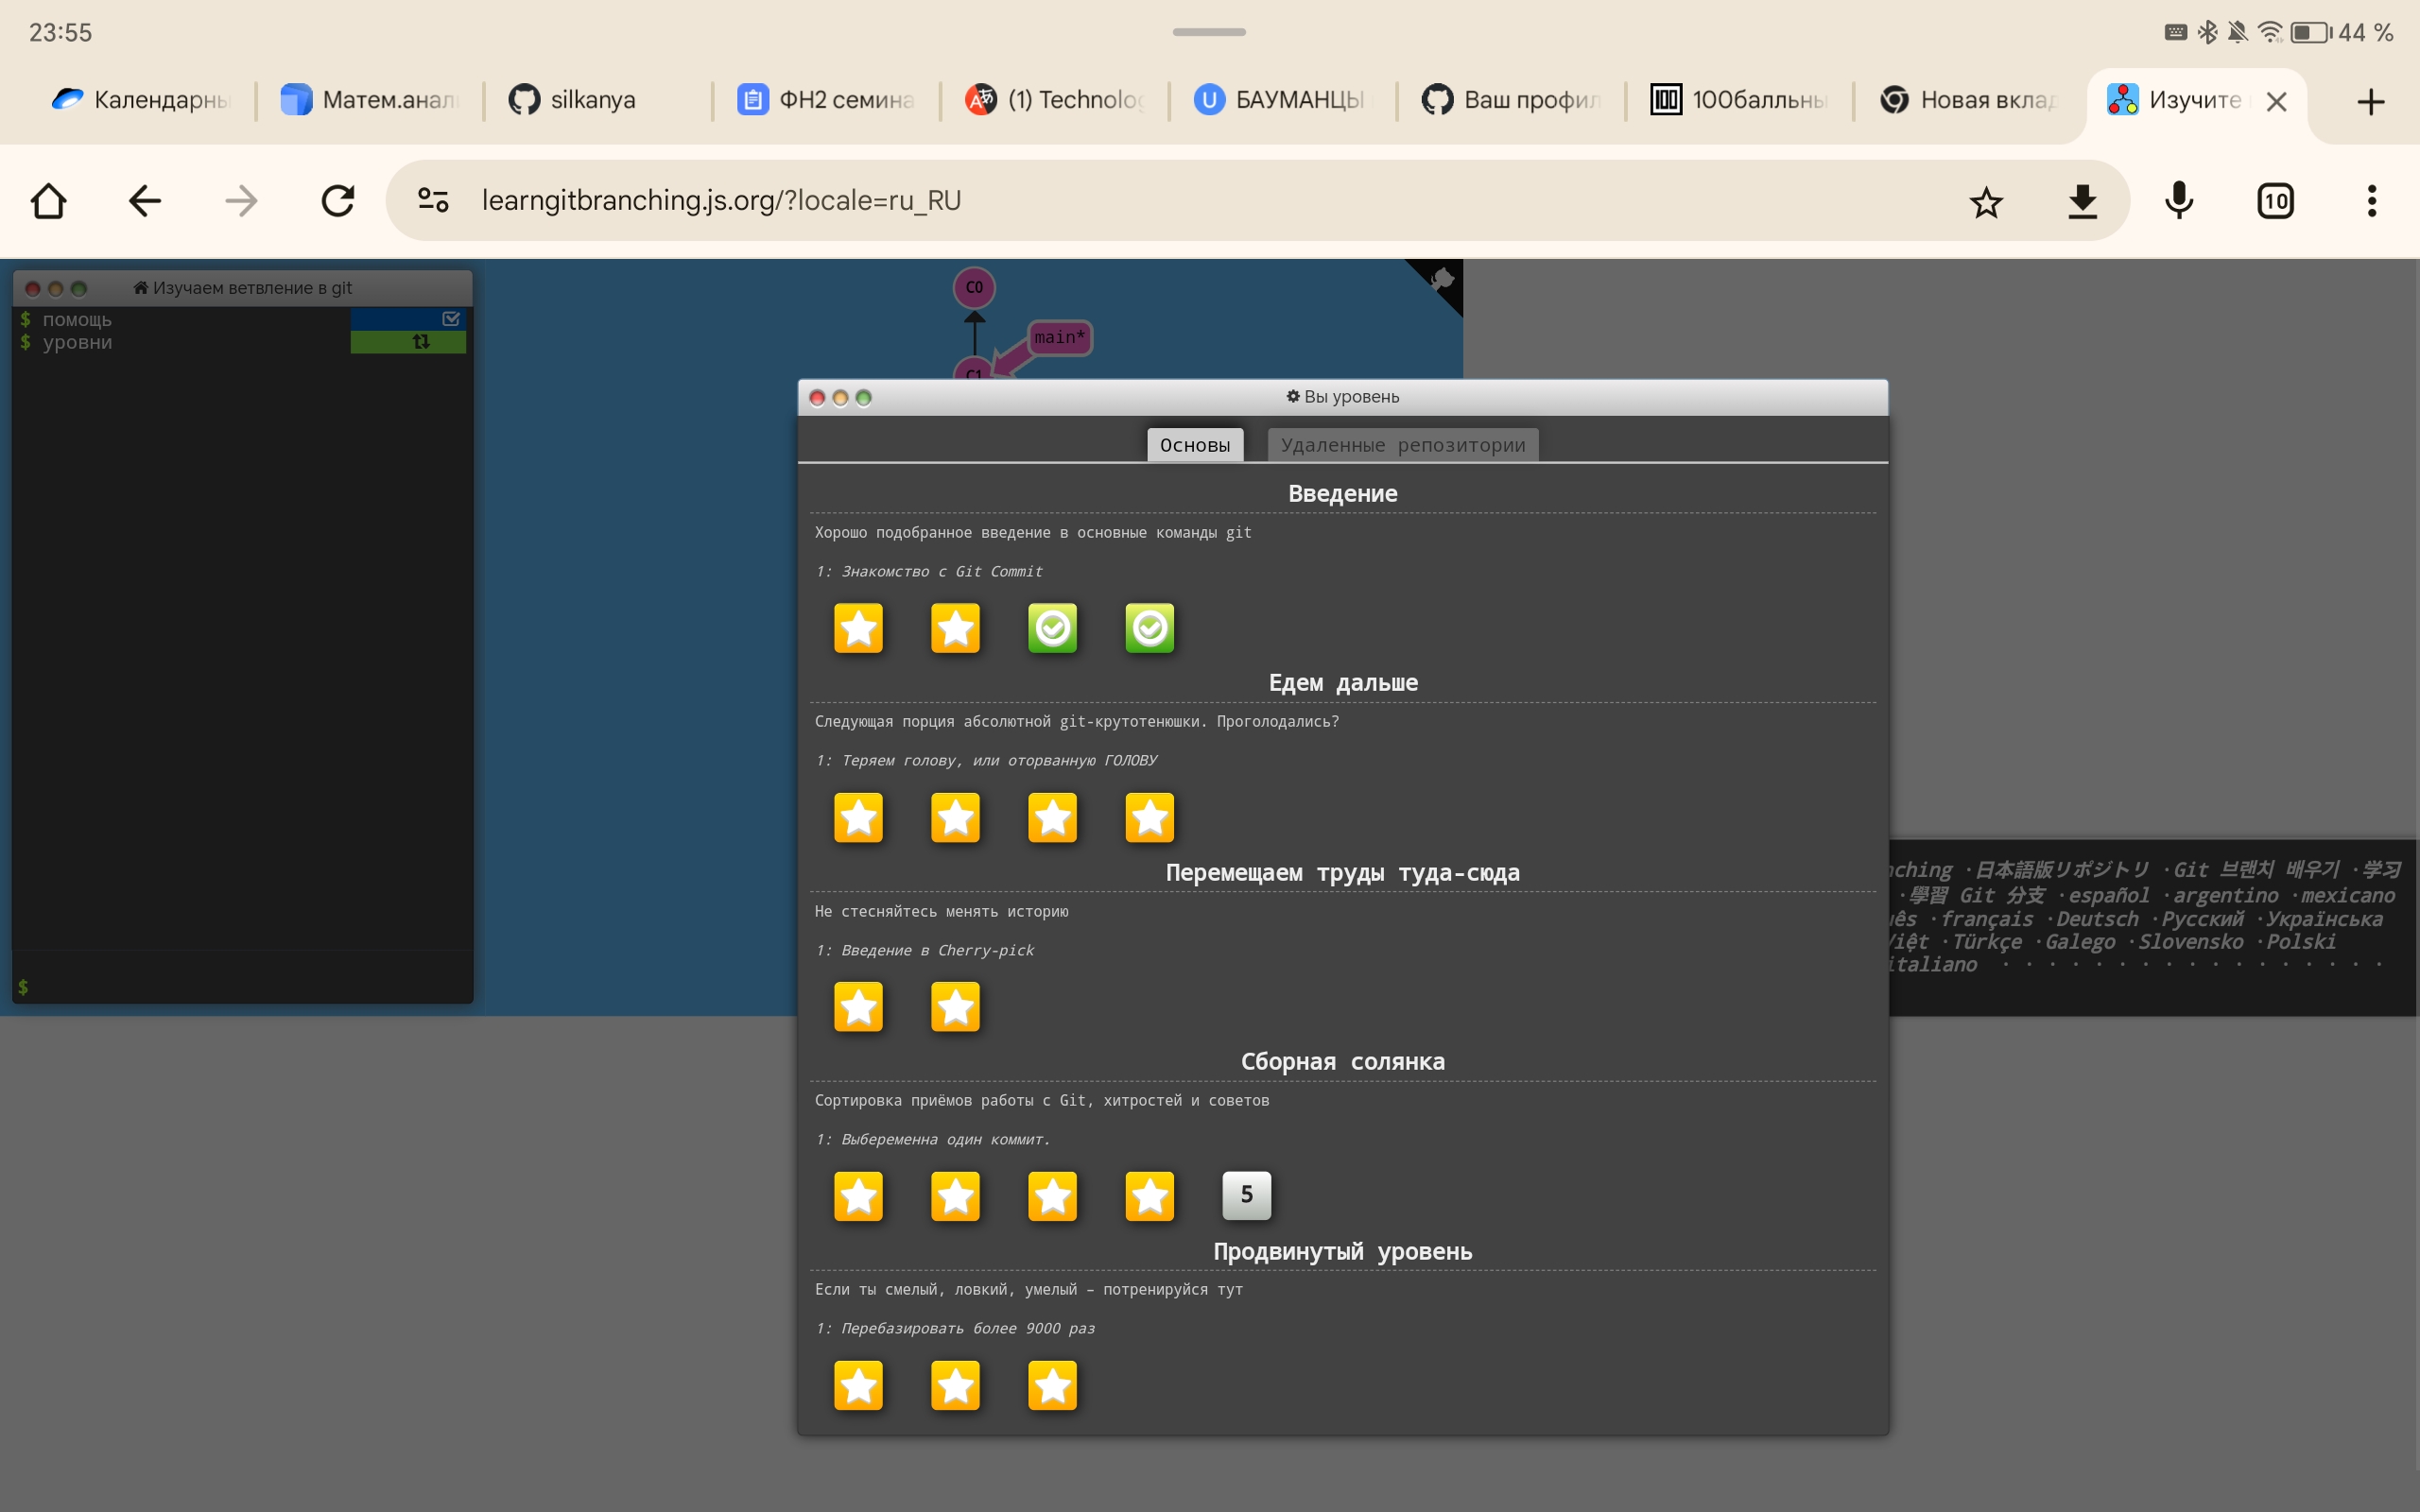 23:55
44 %
Календарны
Матем.анал
silkanya
ФН2 семина
(1) Technolog
БАУМАНЦЫ
Ваш профил
100балльны
Новая вклад
Изучите
learngitbranching.js.org/?locale=ru_RU
10
Изучаем ветвление в git
$ помощь
$ уровни
$
C0
main*
C1
Вы уровень
Основы
Удаленные репозитории
Введение
Хорошо подобранное введение в основные команды git
1: Знакомство с Git Commit
Едем дальше
Следующая порция абсолютной git-крутотенюшки. Проголодались?
1: Теряем голову, или оторванную ГОЛОВУ
Перемещаем труды туда-сюда
Не стесняйтесь менять историю
1: Введение в Cherry-pick
Сборная солянка
Сортировка приёмов работы с Git, хитростей и советов
1: Выбеременна один коммит.
5
Продвинутый уровень
Если ты смелый, ловкий, умелый – потренируйся тут
1: Перебазировать более 9000 раз
ching ·日本語版リポジトリ ·Git 브랜치 배우기 ·学习
·學習 Git 分支 ·español ·argentino ·mexicano
ês ·français ·Deutsch ·Русский ·Українська
iệt ·Türkçe ·Galego ·Slovensko ·Polski
italiano · · · · · · · · · · · · · · · · ·